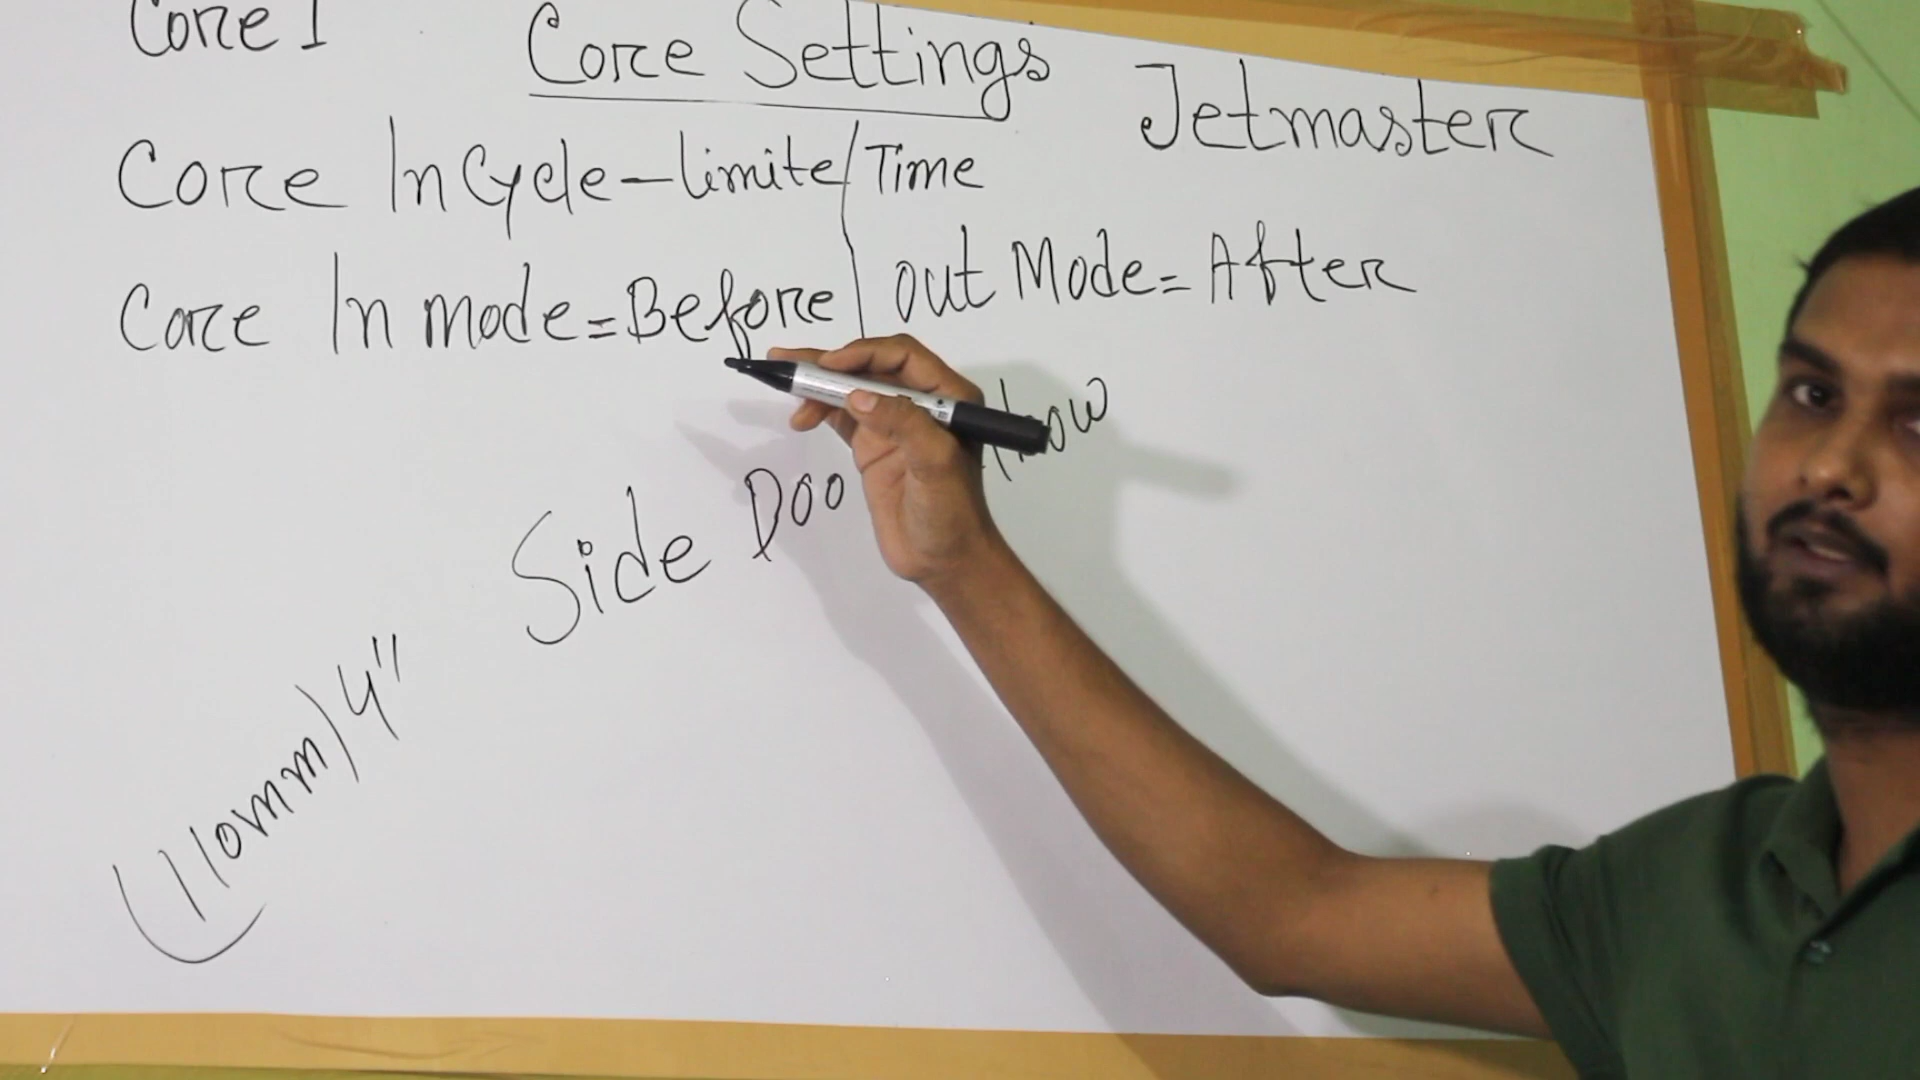 Core 1
Core Settings
Jetmaster
Core In Cycle - limite / Time
Core In mode = Before / out Mode = After
Side Doo
110mm) 4"